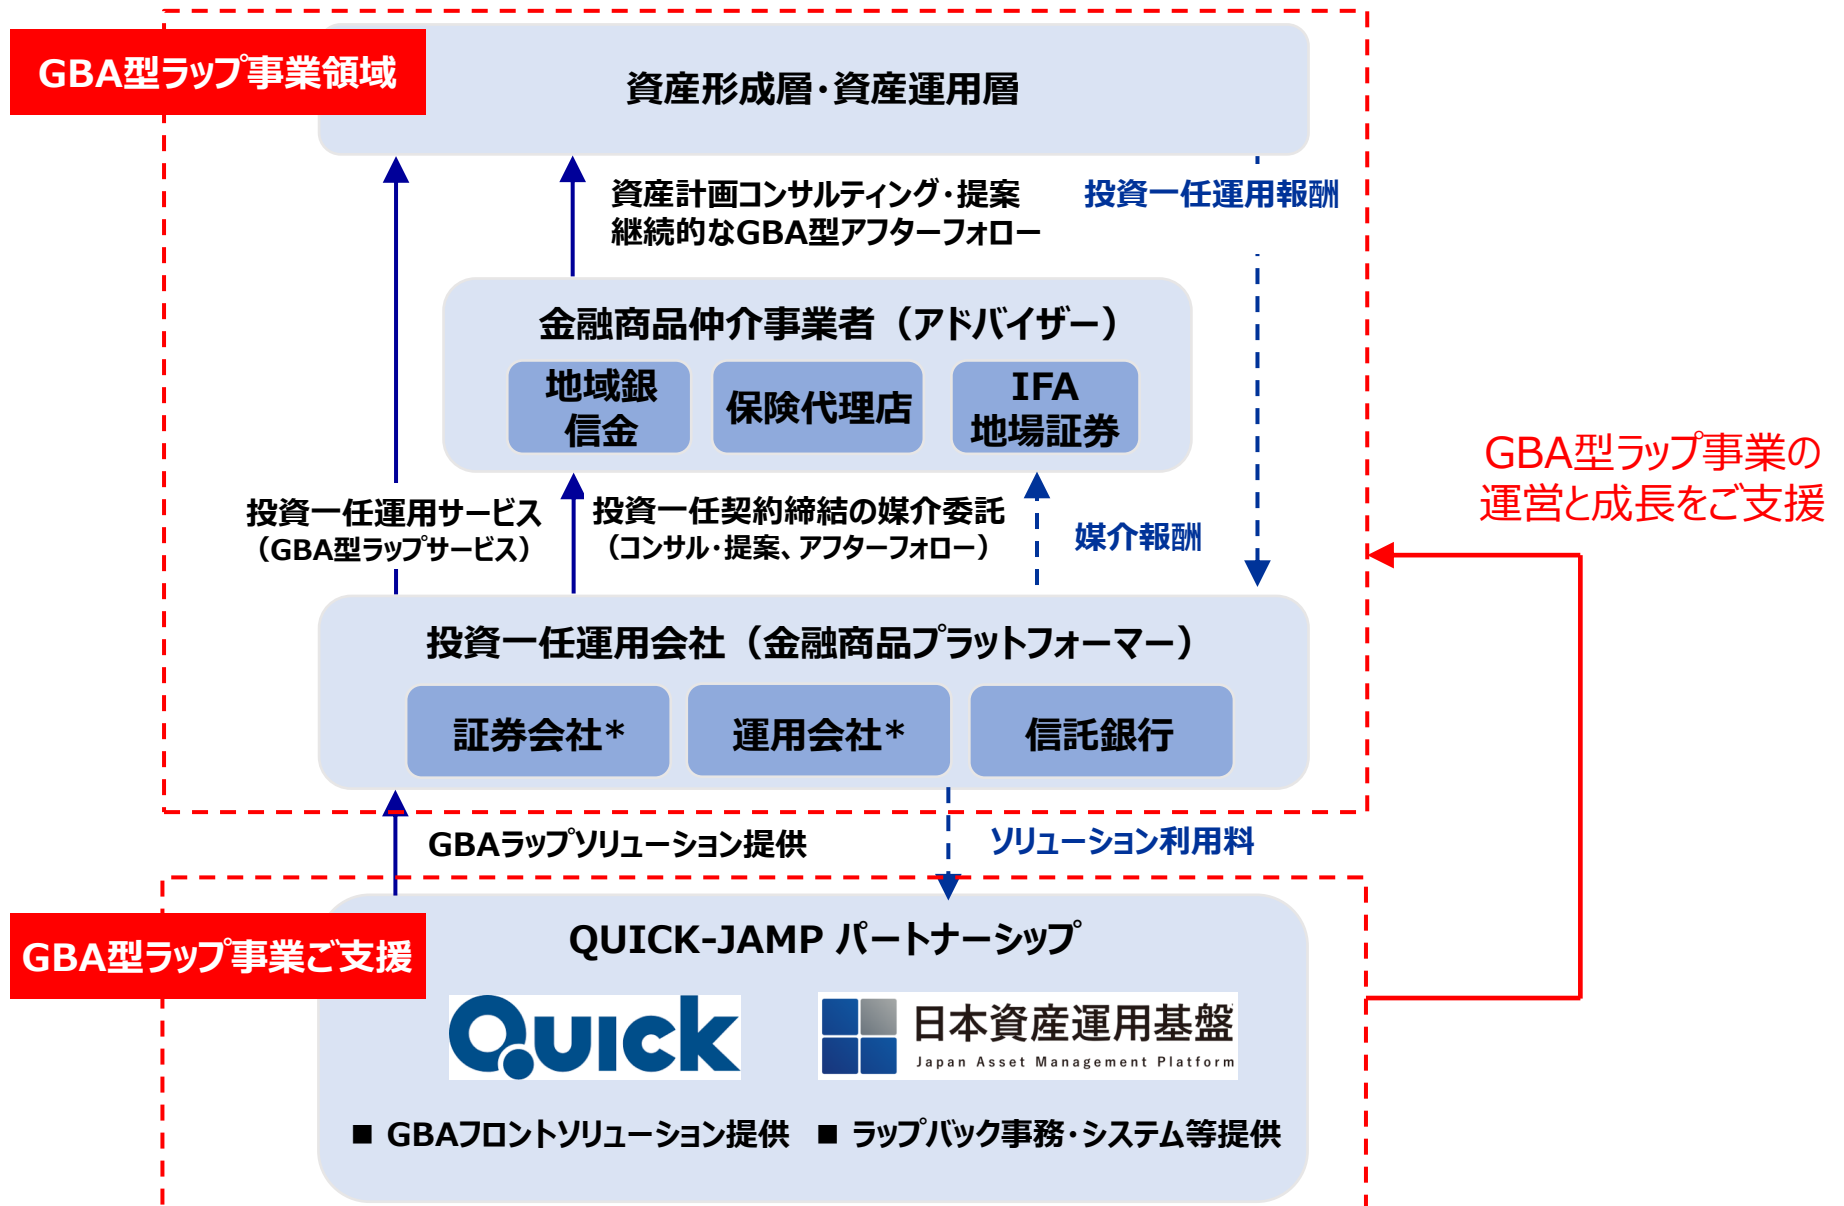 GBA型ラップ事業領域
資産形成層・資産運用層
資産計画コンサルティング・提案
継続的なGBA型アフターフォロー
投資一任運用報酬
金融商品仲介事業者（アドバイザー）
地域銀
信金
保険代理店
IFA
地場証券
GBA型ラップ事業の
運営と成長をご支援
投資一任運用サービス
（GBA型ラップサービス）
投資一任契約締結の媒介委託
（コンサル・提案、アフターフォロー）
媒介報酬
投資一任運用会社（金融商品プラットフォーマー）
証券会社*
運用会社*
信託銀行
GBAラップソリューション提供
ソリューション利用料
GBA型ラップ事業ご支援
QUICK-JAMP パートナーシップ
QUICK
日本資産運用基盤
Japan Asset Management Platform
■ GBAフロントソリューション提供
■ ラップバック事務・システム等提供